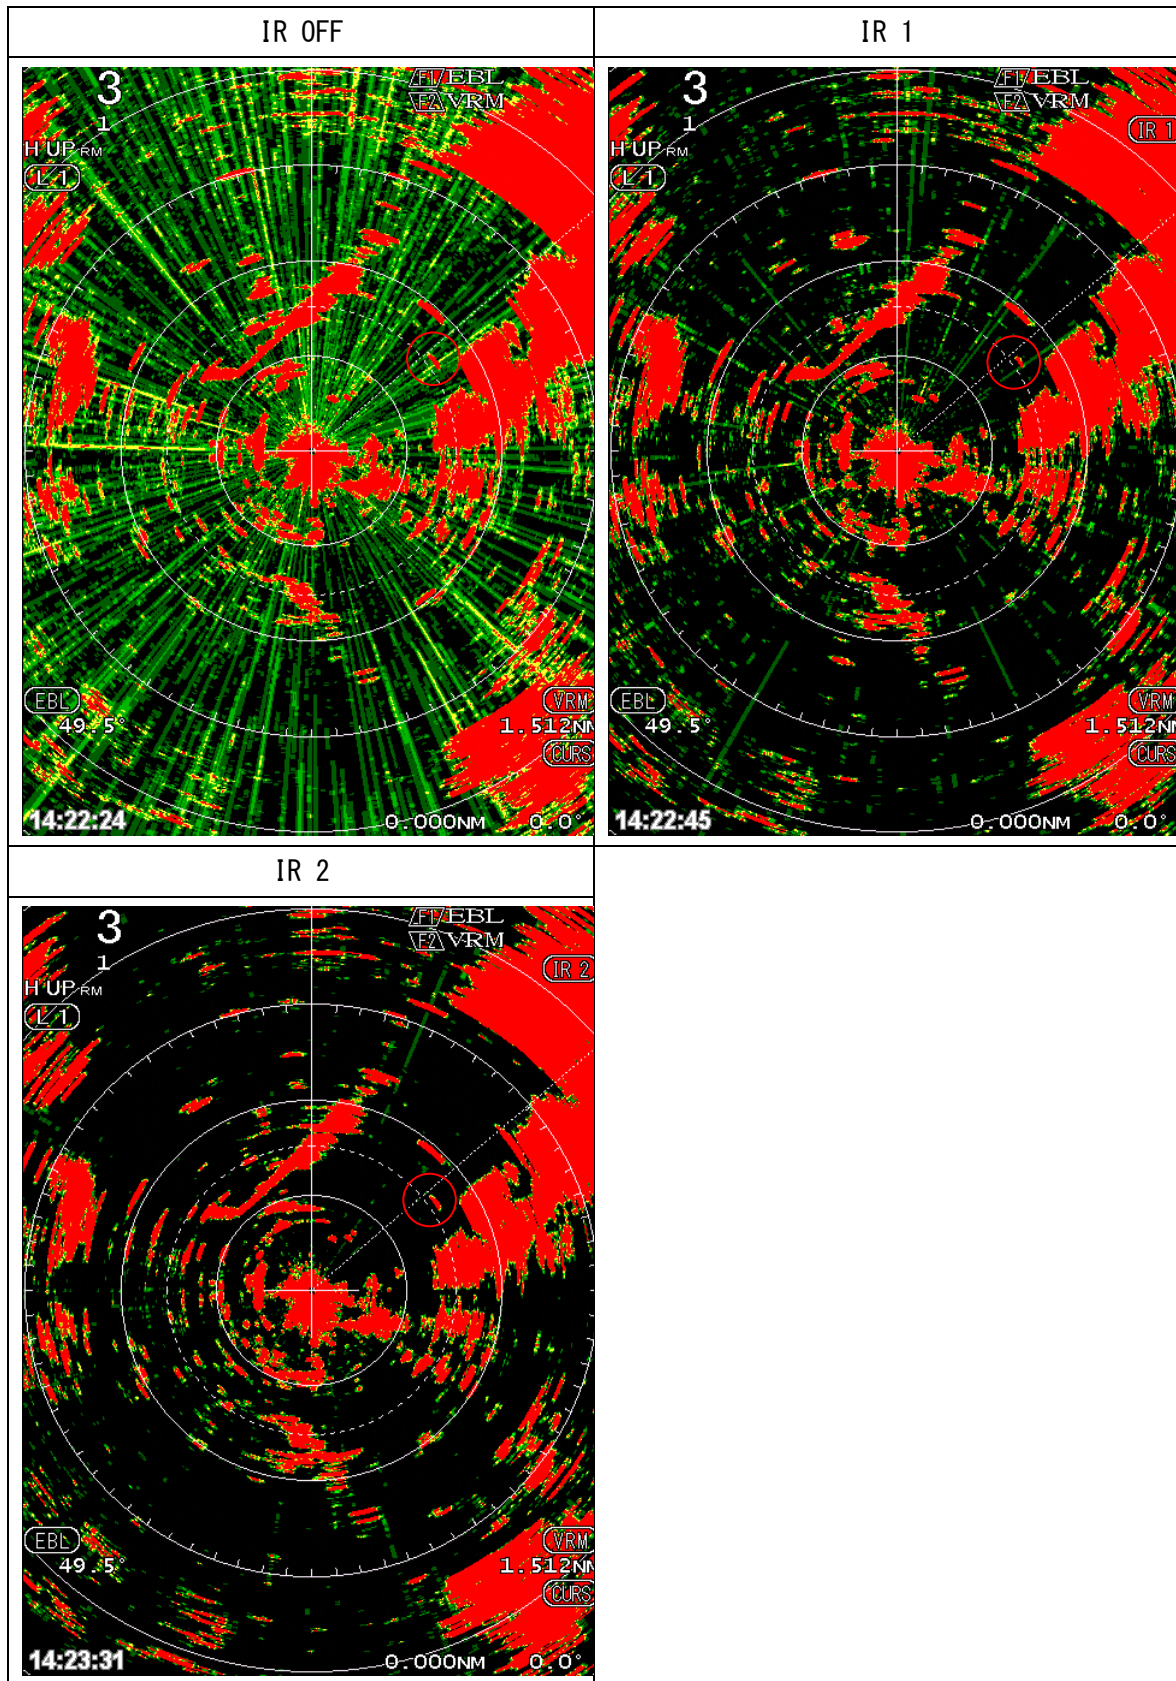 IR OFF
IR 1
3
F1 EBL
1
F2 VRM
H UP RM
L 1
EBL
49.5°
VRM
1.512NM
CURS
14:22:24
0.000NM 0.0°
3
F1 EBL
1
F2 VRM
IR 1
H UP RM
L 1
EBL
49.5°
VRM
1.512NM
CURS
14:22:45
0.000NM 0.0°
IR 2
3
F1 EBL
1
F2 VRM
IR 2
H UP RM
L 1
EBL
49.5°
VRM
1.512NM
CURS
14:23:31
0.000NM 0.0°